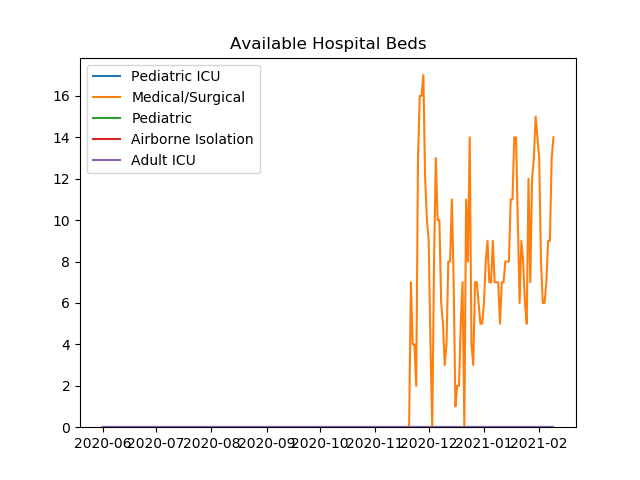 Available Hospital Beds
Pediatric ICU
Medical/Surgical
Pediatric
Airborne Isolation
Adult ICU
16
14
12
10
8
6
4
2
0
2020-06 2020-07 2020-08 2020-09 2020-10 2020-11 2020-12 2021-01 2021-02